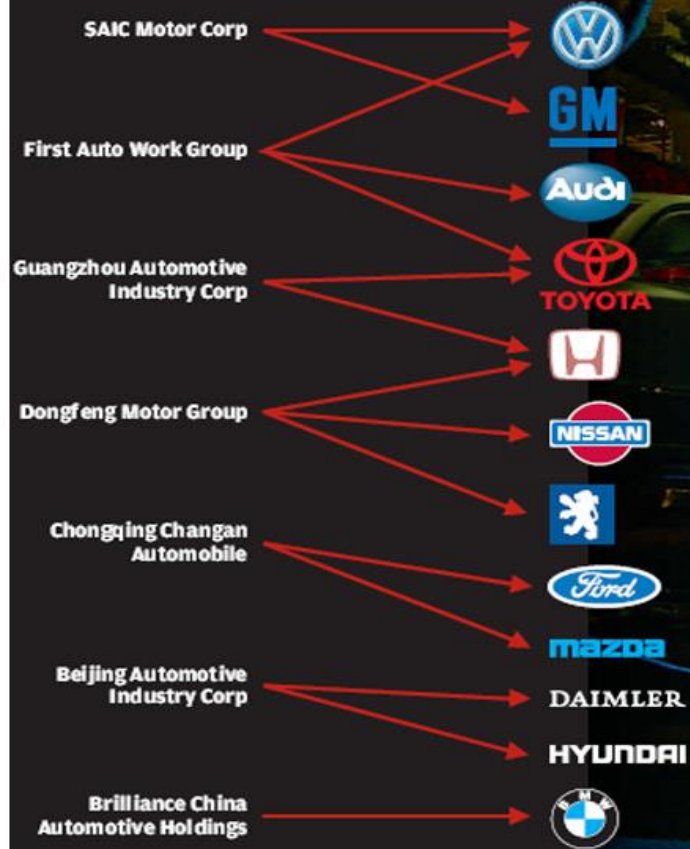 SAIC Motor Corp
VW
GM
First Auto Work Group
Audi
Guangzhou Automotive
Industry Corp
TOYOTA
Dongfeng Motor Group
NISSAN
Chongqing Changan
Automobile
Ford
mazda
Beijing Automotive
Industry Corp
DAIMLER
HYUNDAI
Brilliance China
Automotive Holdings
BMW